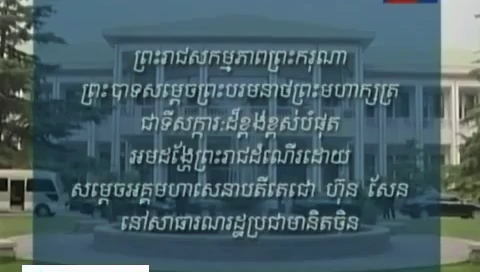 ព្រះរាជសកម្មភាពព្រះករុណា
ព្រះបាទសម្តេចព្រះបរមនាថព្រះមហាក្សត្រ
ជាទីសក្ការៈដ៏ខ្ពង់ខ្ពស់បំផុត
អមដង្ហែព្រះរាជដំណើរដោយ
សម្តេចអគ្គមហាសេនាបតីតេជោ ហ៊ុន សែន
នៅសាធារណរដ្ឋប្រជាមានិតចិន